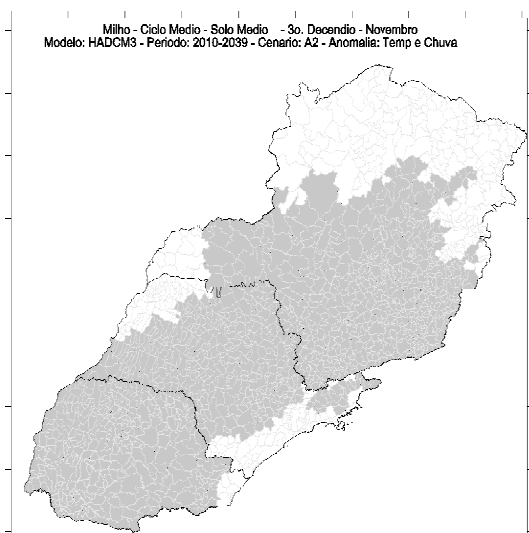 Milho - Ciclo Medio - Solo Medio - 3o. Decendio - Novembro
Modelo: HADCM3 - Periodo: 2010-2039 - Cenario: A2 - Anomalia: Temp e Chuva